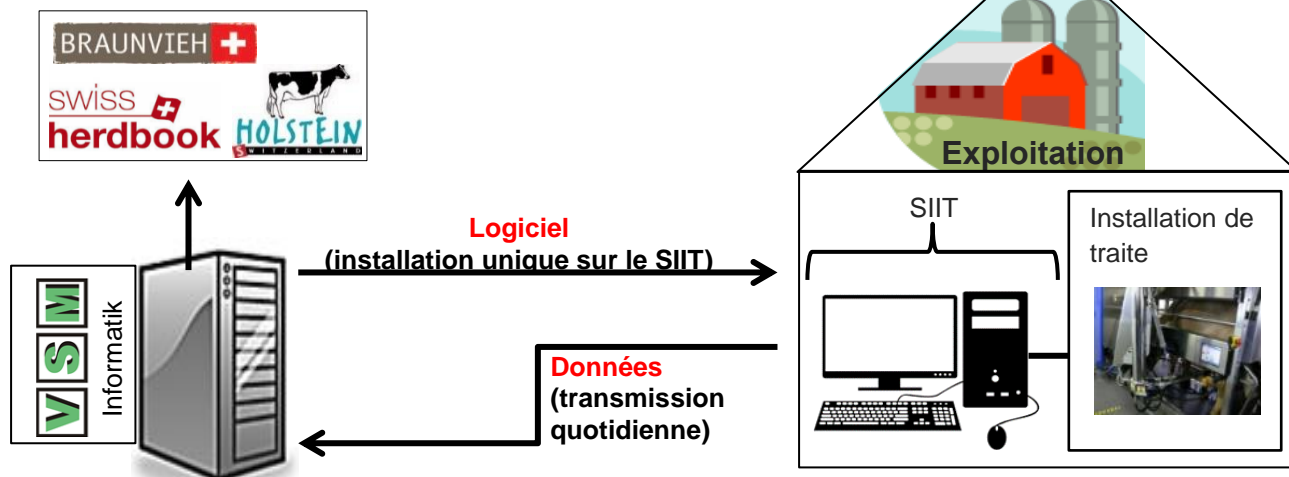 BRAUNVIEH
swiss
herdbook
HOLSTEIN
SWITZERLAND
Exploitation
SIIT
Installation de
traite
Logiciel
(installation unique sur le SIIT)
VSM
Informatik
Données
(transmission
quotidienne)